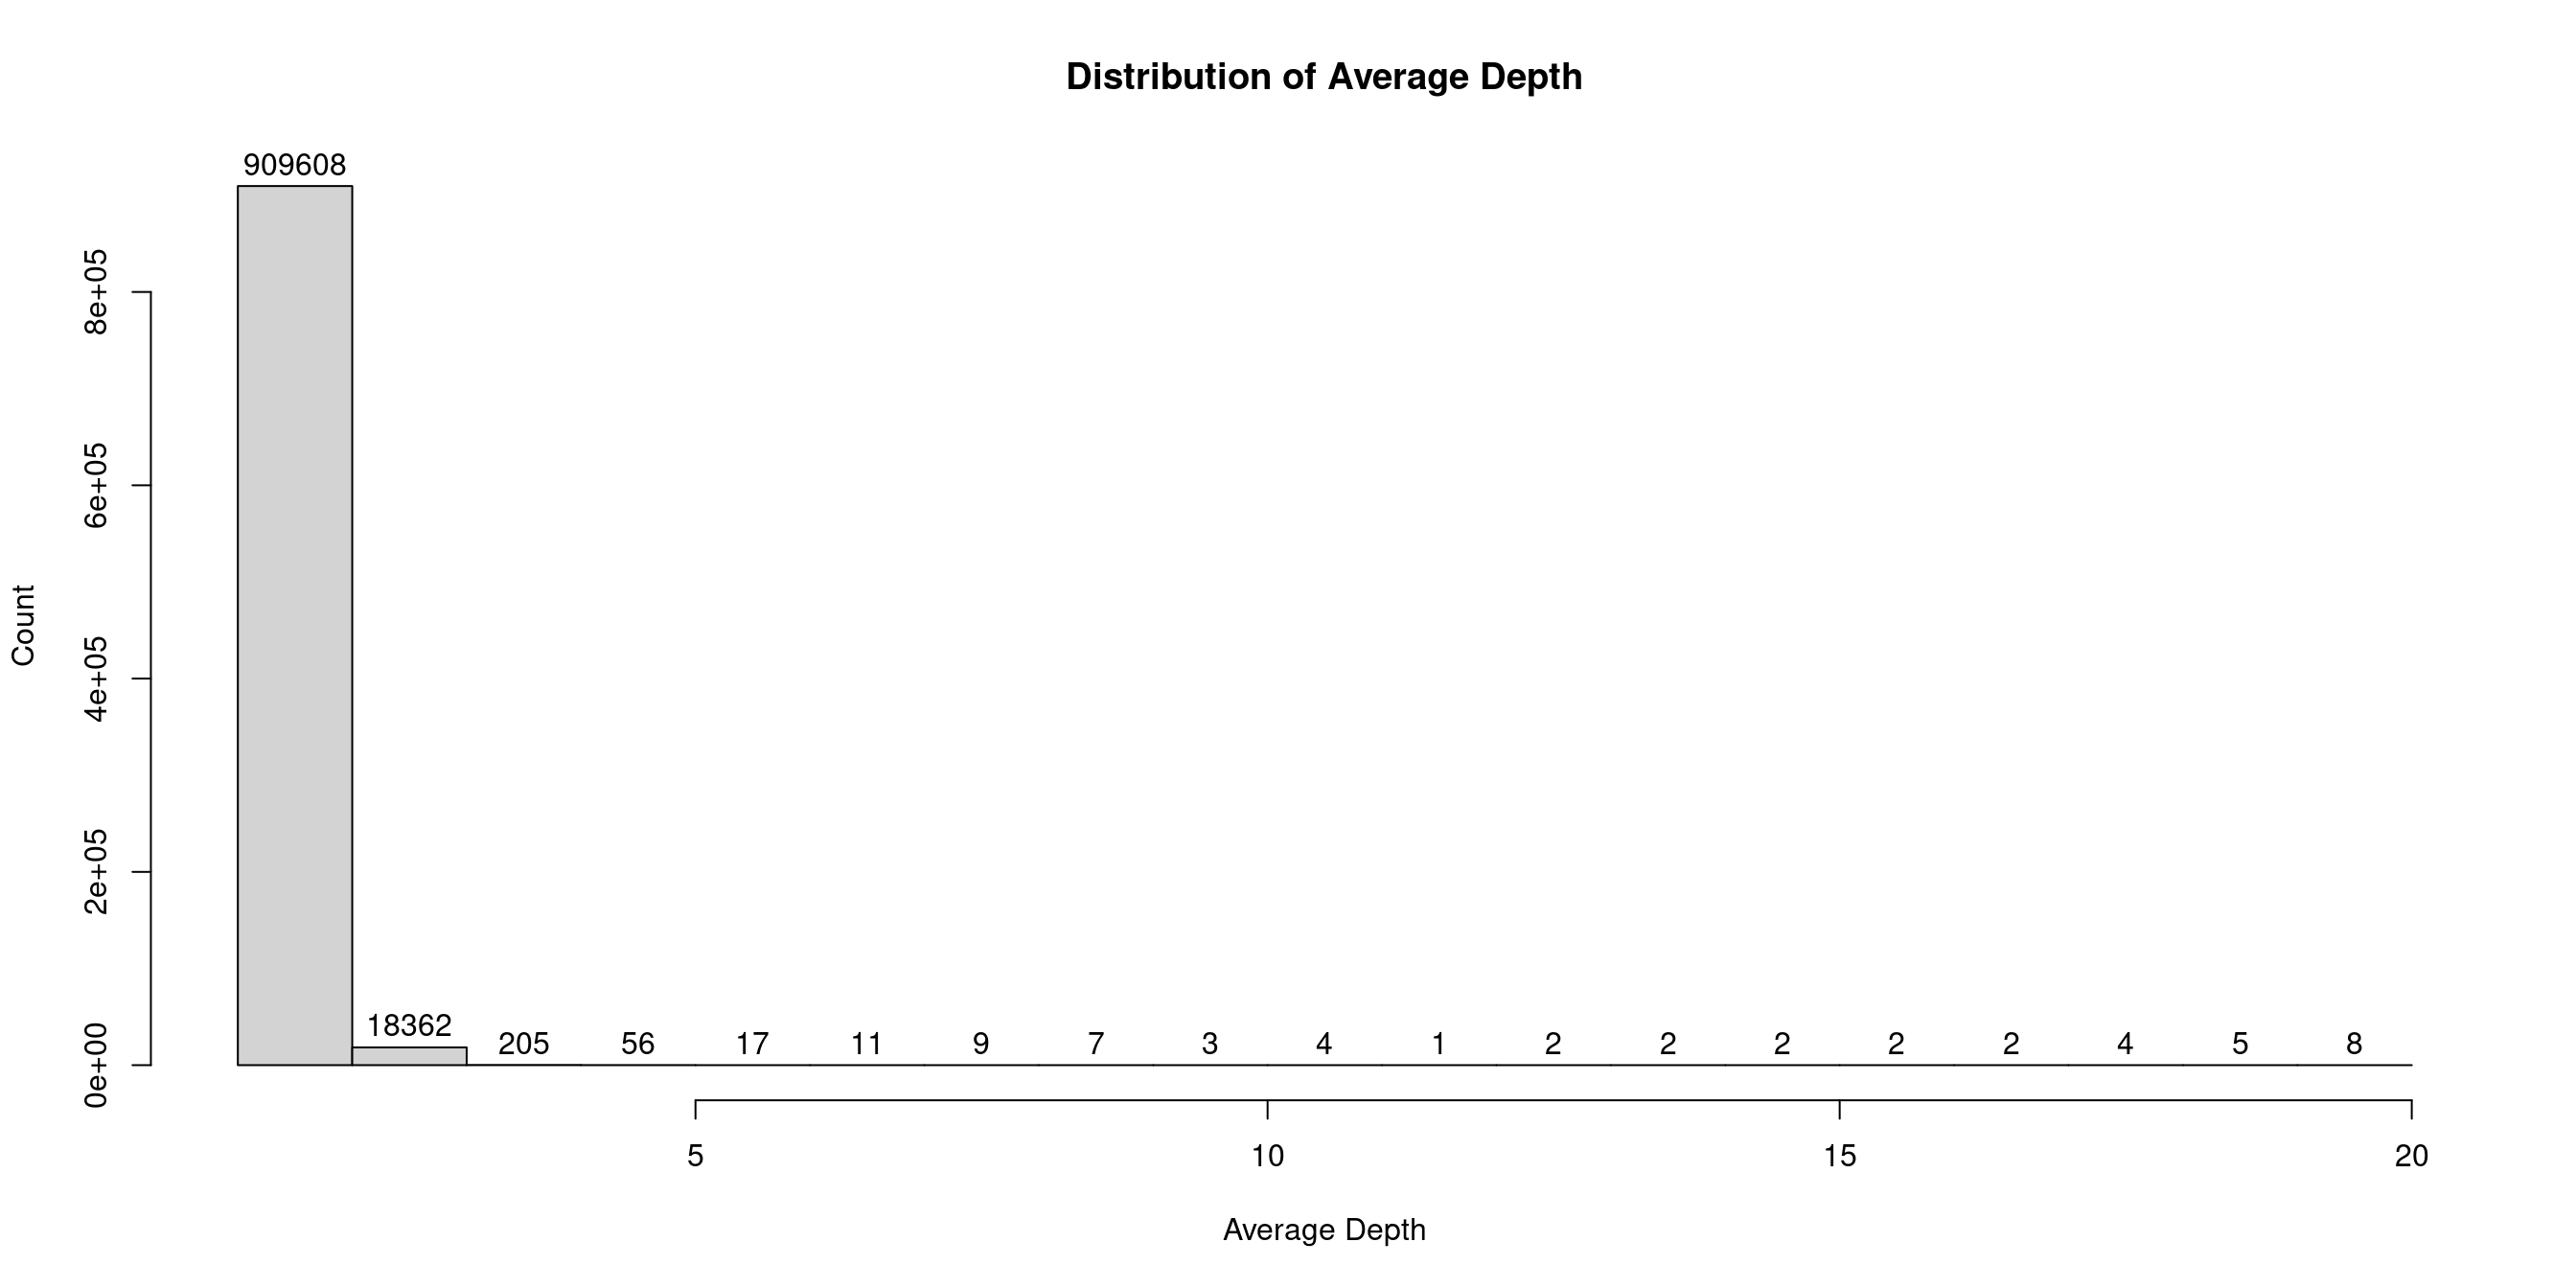 Distribution of Average Depth
909608
8e+05
6e+05
4e+05
2e+05
0e+00
Count
18362
205 56 17 11 9 7 3 4 1 2 2 2 2 2 4 5 8
5 10 15 20
Average Depth